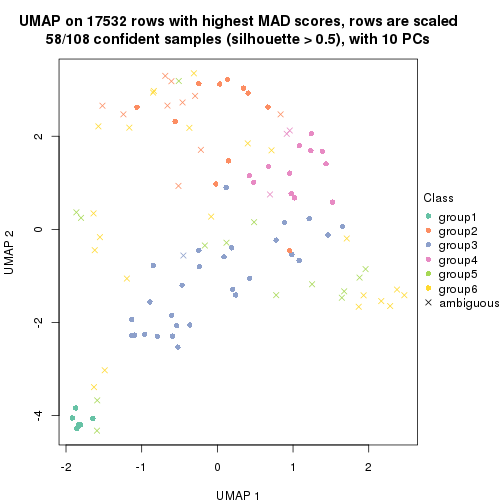 UMAP on 17532 rows with highest MAD scores, rows are scaled
58/108 confident samples (silhouette > 0.5), with 10 PCs
UMAP 2
2
0
-2
-4
-2
-1
0
1
2
UMAP 1
Class
group1
group2
group3
group4
group5
group6
ambiguous